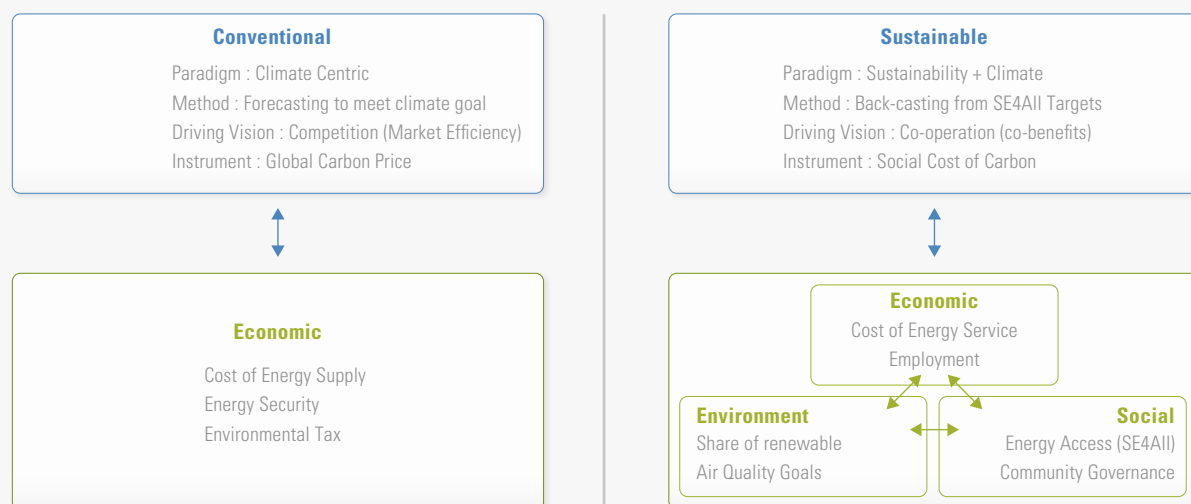 Conventional
Paradigm : Climate Centric
Method : Forecasting to meet climate goal
Driving Vision : Competition (Market Efficiency)
Instrument : Global Carbon Price
Economic
Cost of Energy Supply
Energy Security
Environmental Tax
Sustainable
Paradigm : Sustainability + Climate
Method : Back-casting from SE4All Targets
Driving Vision : Co-operation (co-benefits)
Instrument : Social Cost of Carbon
Economic
Cost of Energy Service
Employment
Environment
Share of renewable
Air Quality Goals
Social
Energy Access (SE4All)
Community Governance